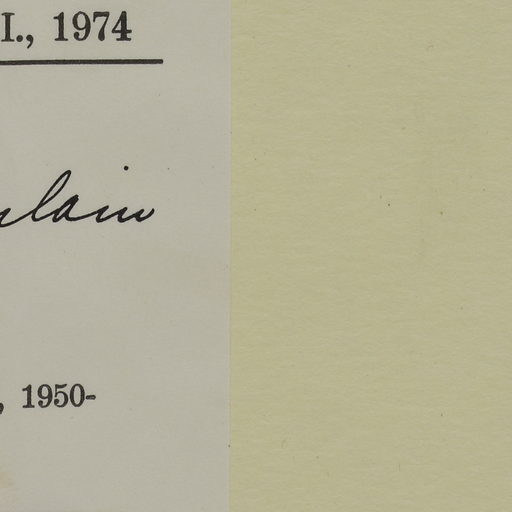 I., 1974
lain
, 1950-